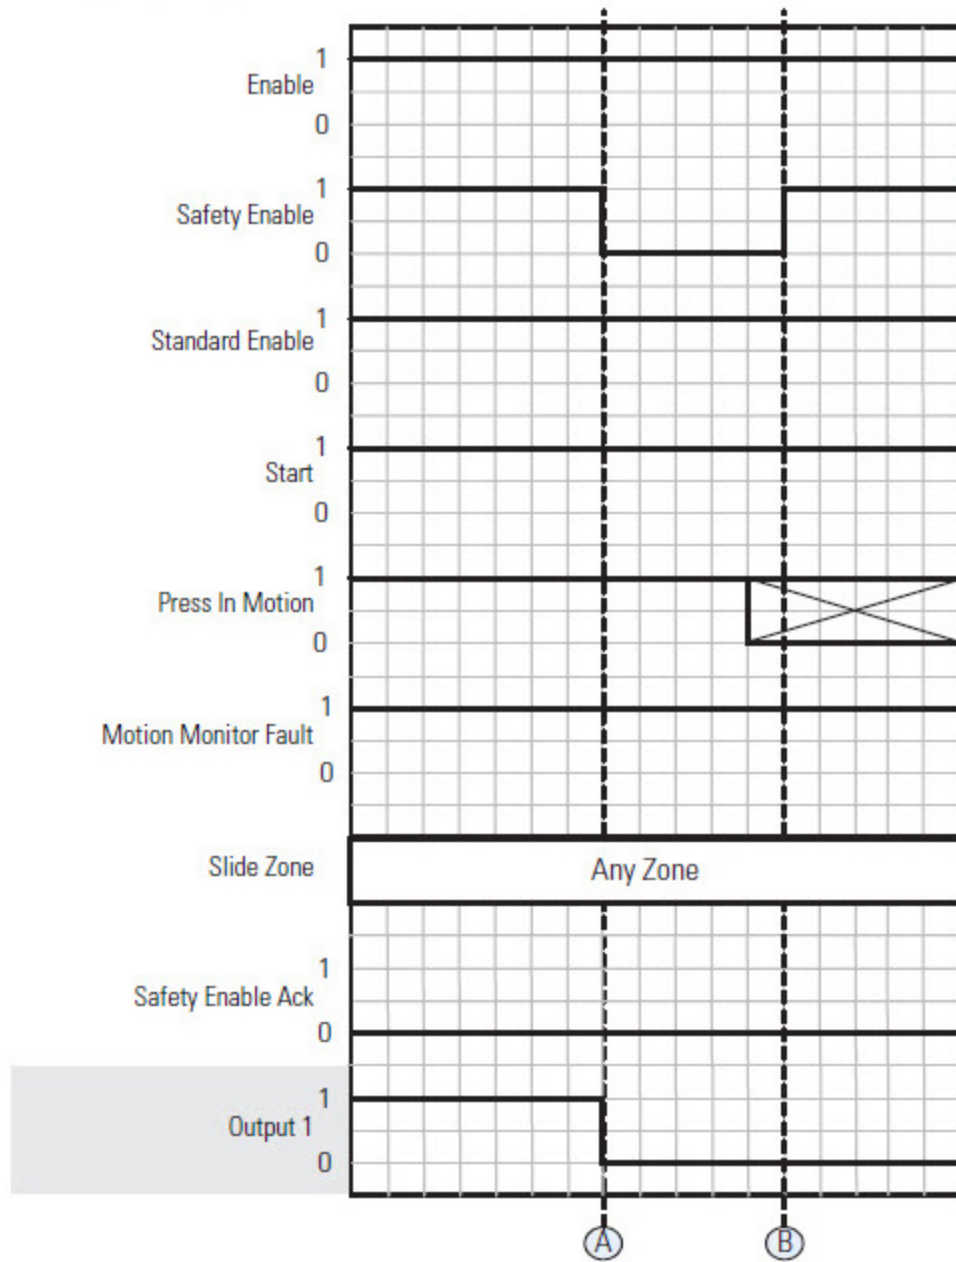 1
Enable
0
1
Safety Enable
0
1
Standard Enable
0
1
Start
0
1
Press In Motion
0
1
Motion Monitor Fault
0
Slide Zone Any Zone
1
Safety Enable Ack
0
1
Output 1
0
A B